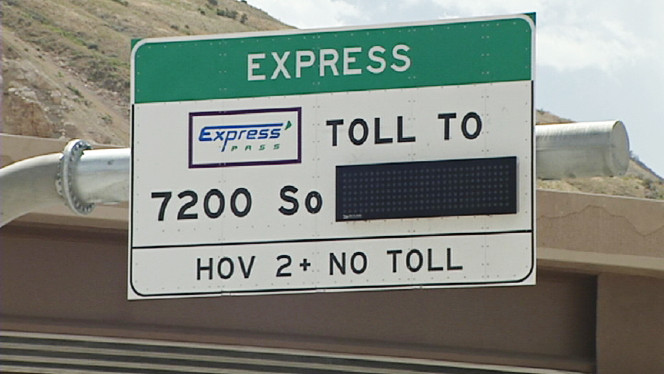 EXPRESS
Express
PASS
TOLL TO
7200 So
HOV 2+ NO TOLL